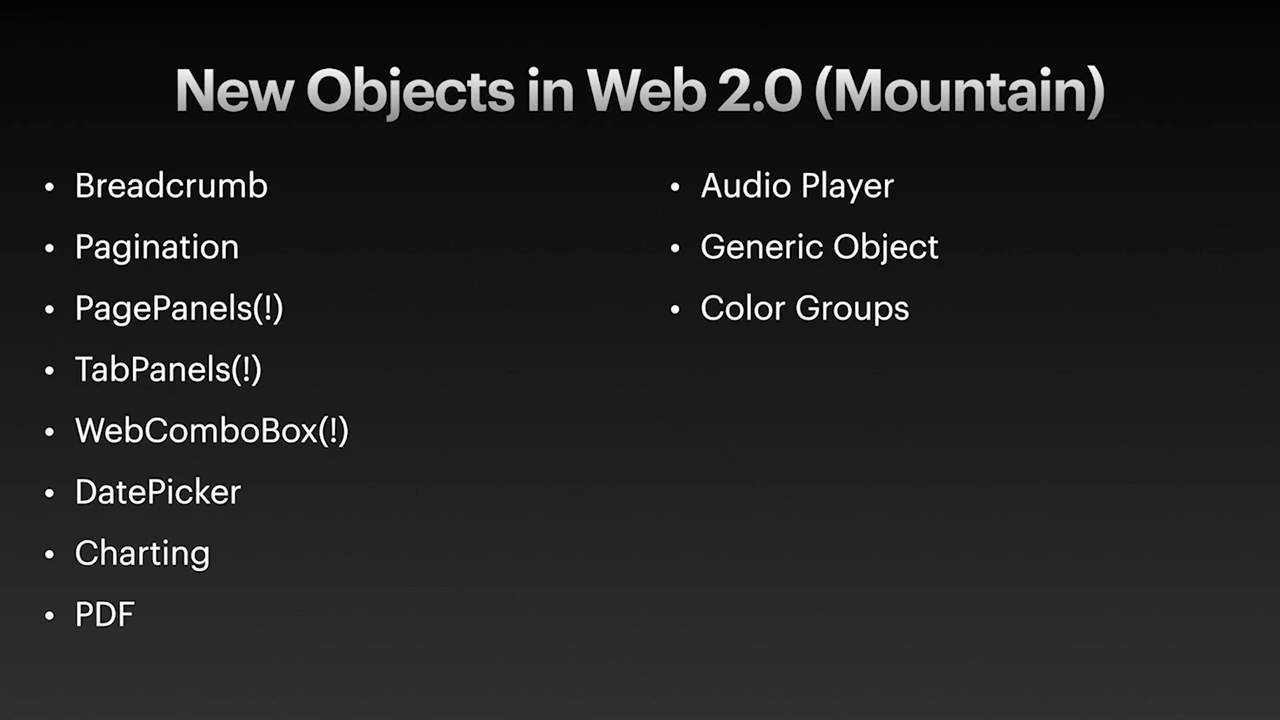 New Objects in Web 2.0 (Mountain)
• Breadcrumb
• Pagination
• PagePanels(!)
• TabPanels(!)
• WebComboBox(!)
• DatePicker
• Charting
• PDF
• Audio Player
• Generic Object
• Color Groups